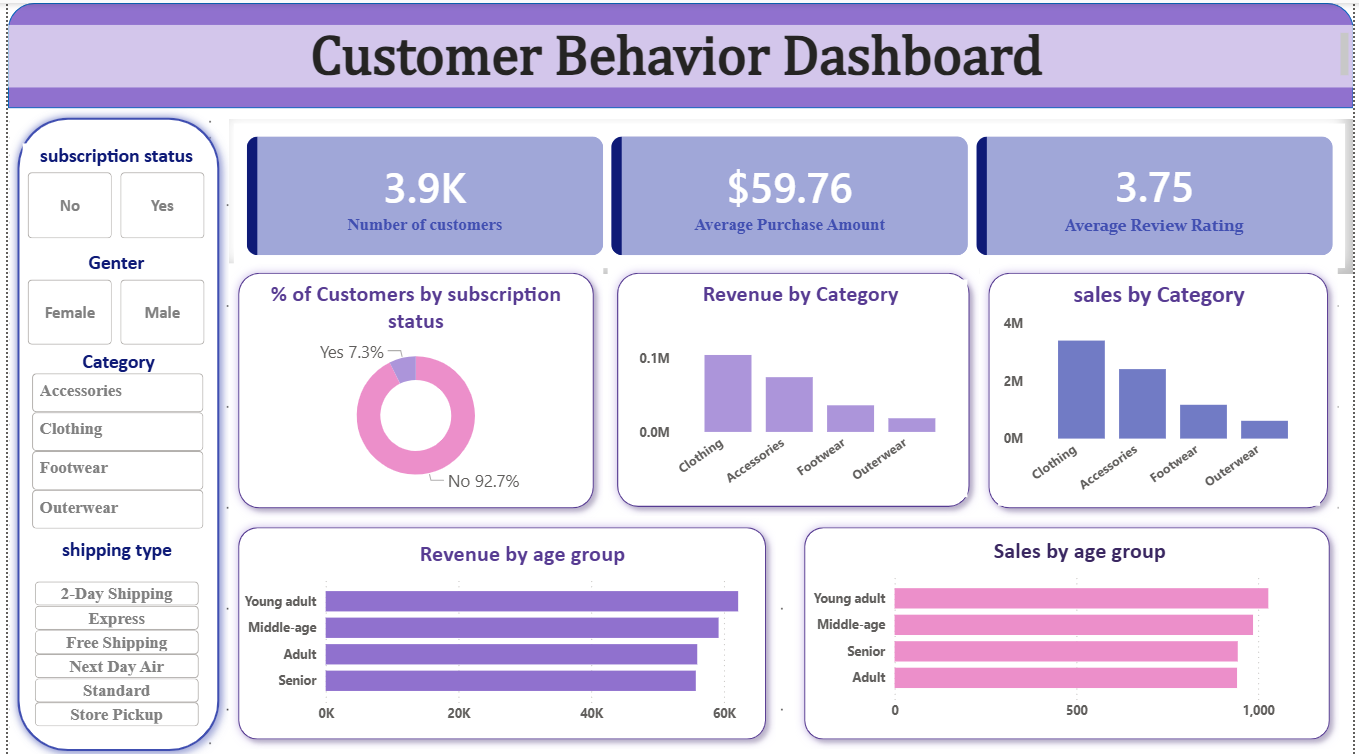 Customer Behavior Dashboard
subscription status
No
Yes
Genter
Female
Male
Category
Accessories
Clothing
Footwear
Outerwear
shipping type
2-Day Shipping
Express
Free Shipping
Next Day Air
Standard
Store Pickup
3.9K
Number of customers
$59.76
Average Purchase Amount
3.75
Average Review Rating
% of Customers by subscription
status
Yes 7.3%
No 92.7%
Revenue by Category
0.1M
0.0M
Clothing
Accessories
Footwear
Outerwear
sales by Category
4M
2M
0M
Clothing
Accessories
Footwear
Outerwear
Revenue by age group
Young adult
Middle-age
Adult
Senior
0K
20K
40K
60K
Sales by age group
Young adult
Middle-age
Senior
Adult
0
500
1,000